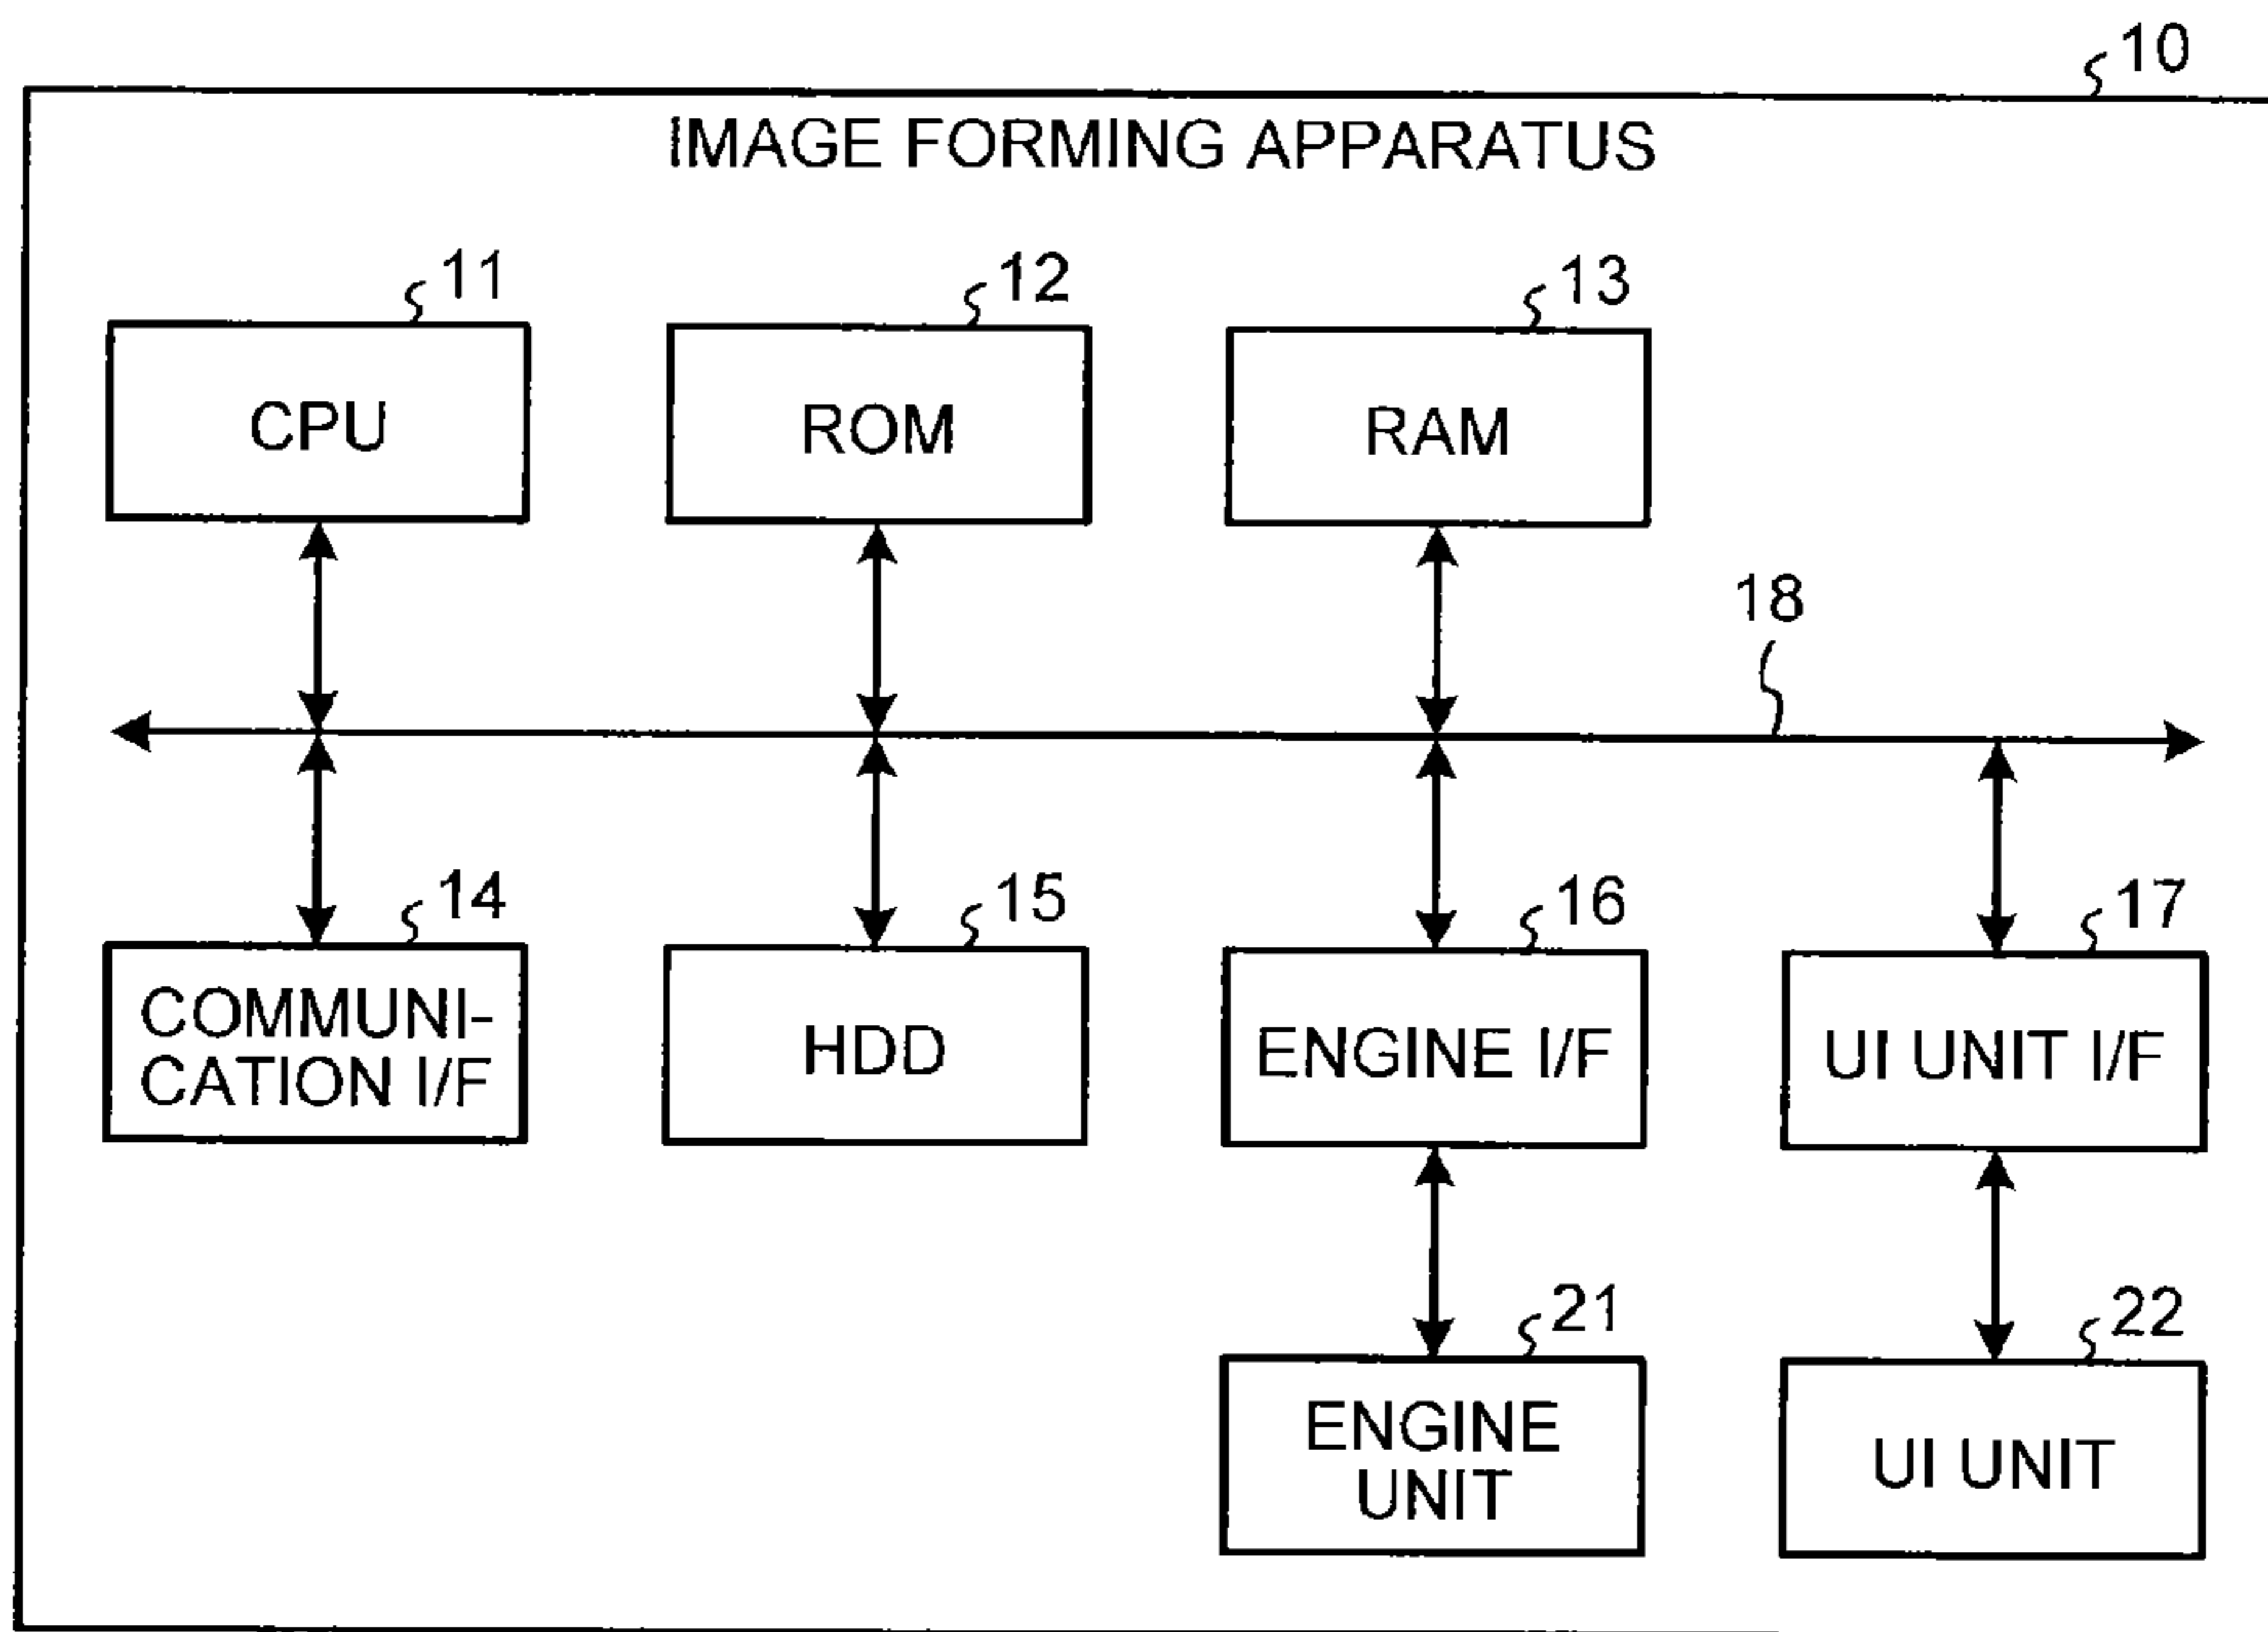 10
IMAGE FORMING APPARATUS
11
12
13
CPU
ROM
RAM
18
14
15
16
17
COMMUNI-
CATION I/F
HDD
ENGINE I/F
UI UNIT I/F
21
22
ENGINE
UNIT
UI UNIT